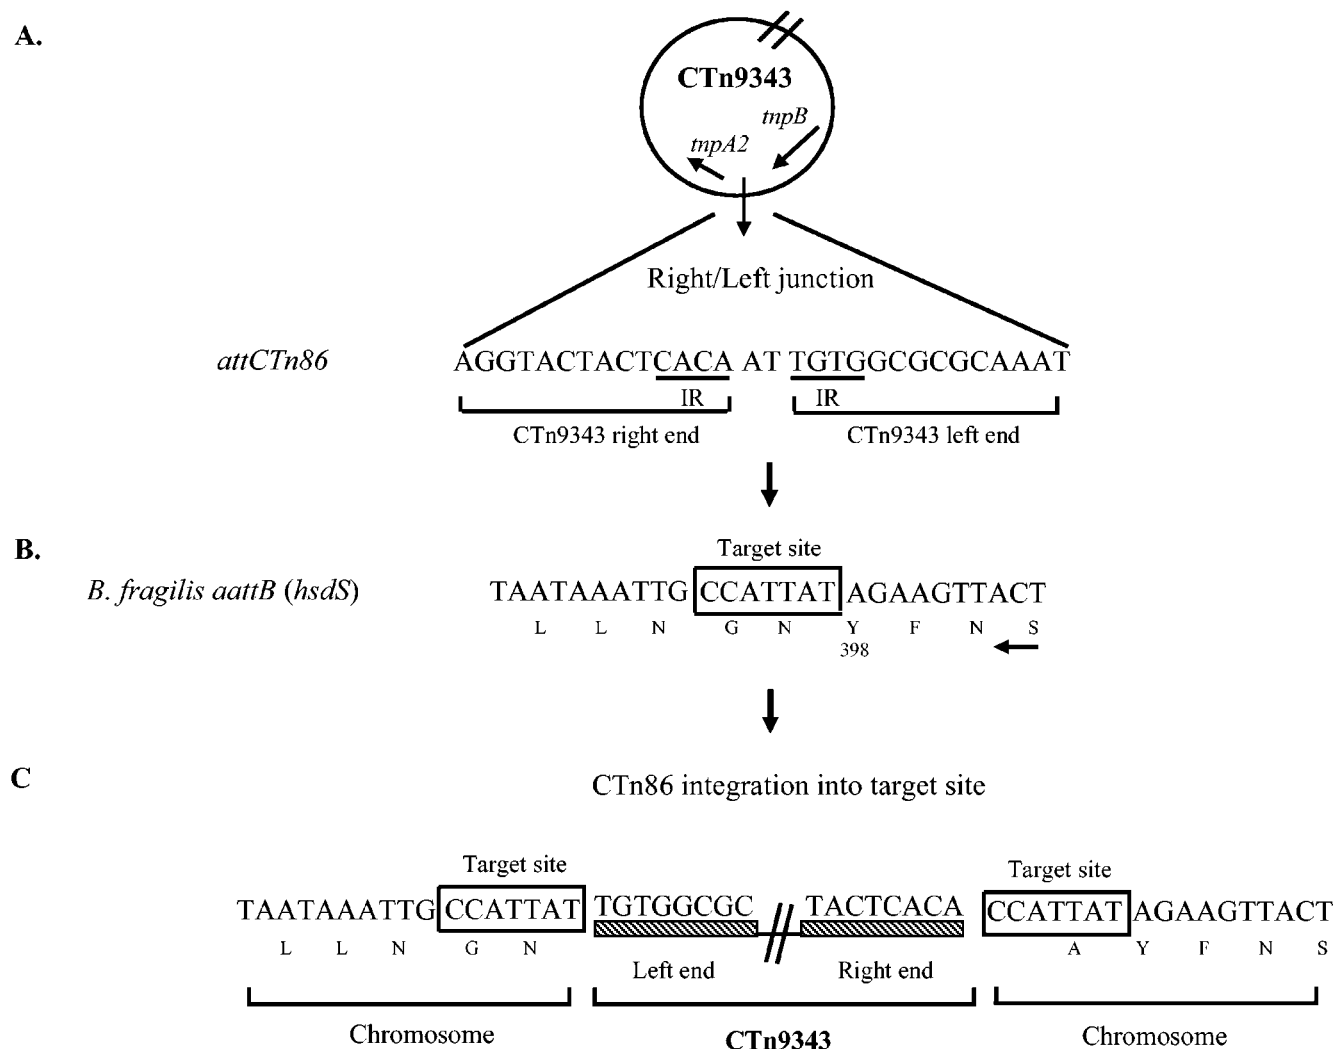 A.
CTn9343
tnpB
tnpA2
Right/Left junction
attCTn86 AGGTACTACTCACA AT TGTGGCGCGCAAAT
IR IR
CTn9343 right end CTn9343 left end
B.
Target site
B. fragilis aattB (hsdS) TAATAAATTG CCATTAT AGAAGTTACT
L L N G N Y F N S
398
C
CTn86 integration into target site
Target site Target site
TAATAAATTG CCATTAT TGTGGCGC TACTCACA CCATTAT AGAAGTTACT
L L N G N A Y F N S
Left end Right end
Chromosome CTn9343 Chromosome